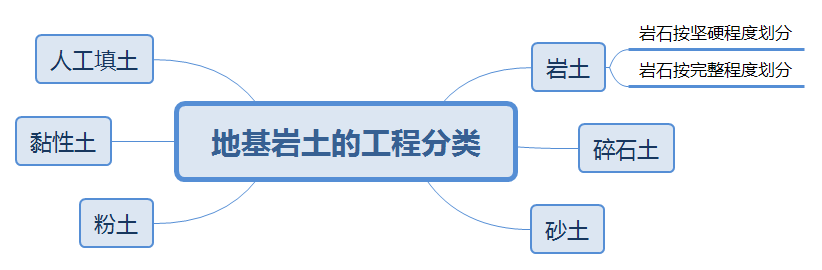 地基岩土的工程分类
岩土
岩石按坚硬程度划分
岩石按完整程度划分
碎石土
砂土
粉土
黏性土
人工填土